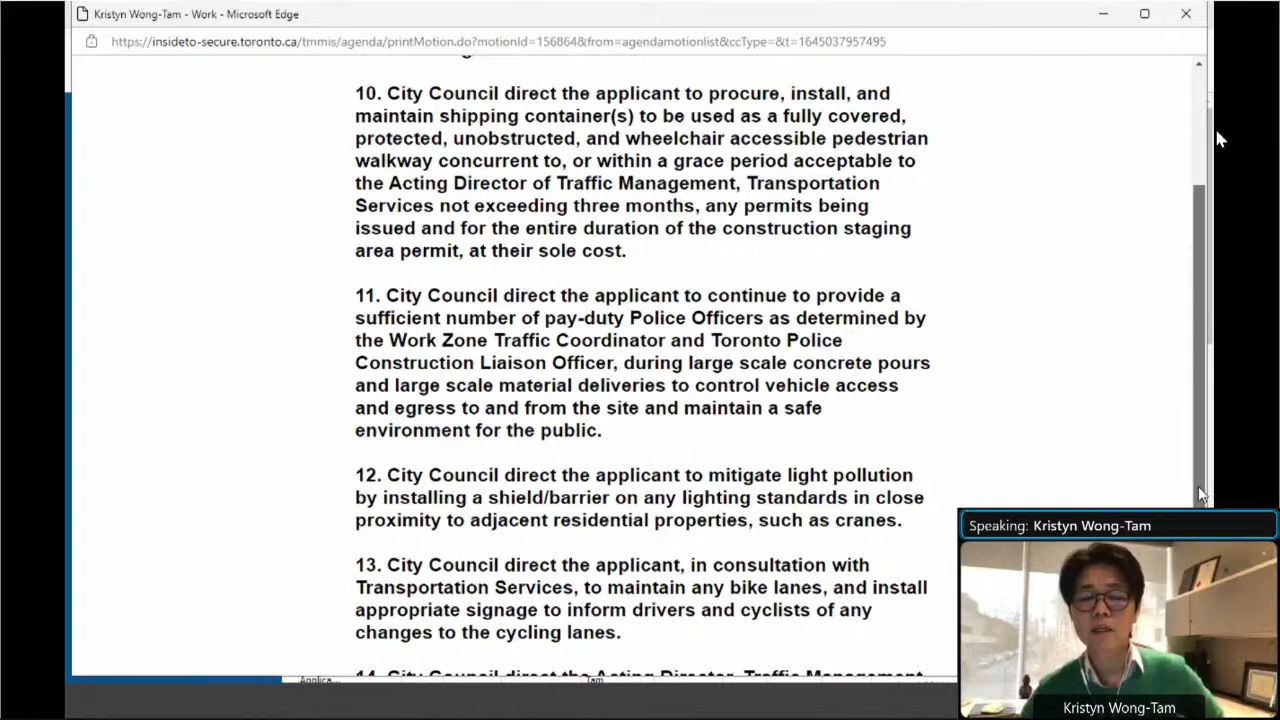 Kristyn Wong-Tam - Work - Microsoft Edge
https://insideto-secure.toronto.ca/tmmis/agenda/printMotion.do?motionId=156864&from=agendamotionlist&ccType=&t=1645037957495
10. City Council direct the applicant to procure, install, and
maintain shipping container(s) to be used as a fully covered,
protected, unobstructed, and wheelchair accessible pedestrian
walkway concurrent to, or within a grace period acceptable to
the Acting Director of Traffic Management, Transportation
Services not exceeding three months, any permits being
issued and for the entire duration of the construction staging
area permit, at their sole cost.
11. City Council direct the applicant to continue to provide a
sufficient number of pay-duty Police Officers as determined by
the Work Zone Traffic Coordinator and Toronto Police
Construction Liaison Officer, during large scale concrete pours
and large scale material deliveries to control vehicle access
and egress to and from the site and maintain a safe
environment for the public.
12. City Council direct the applicant to mitigate light pollution
by installing a shield/barrier on any lighting standards in close
proximity to adjacent residential properties, such as cranes.
13. City Council direct the applicant, in consultation with
Transportation Services, to maintain any bike lanes, and install
appropriate signage to inform drivers and cyclists of any
changes to the cycling lanes.
14. City Council direct the Acting Director, Traffic Management
Applica... Tam
Speaking: Kristyn Wong-Tam
Kristyn Wong-Tam